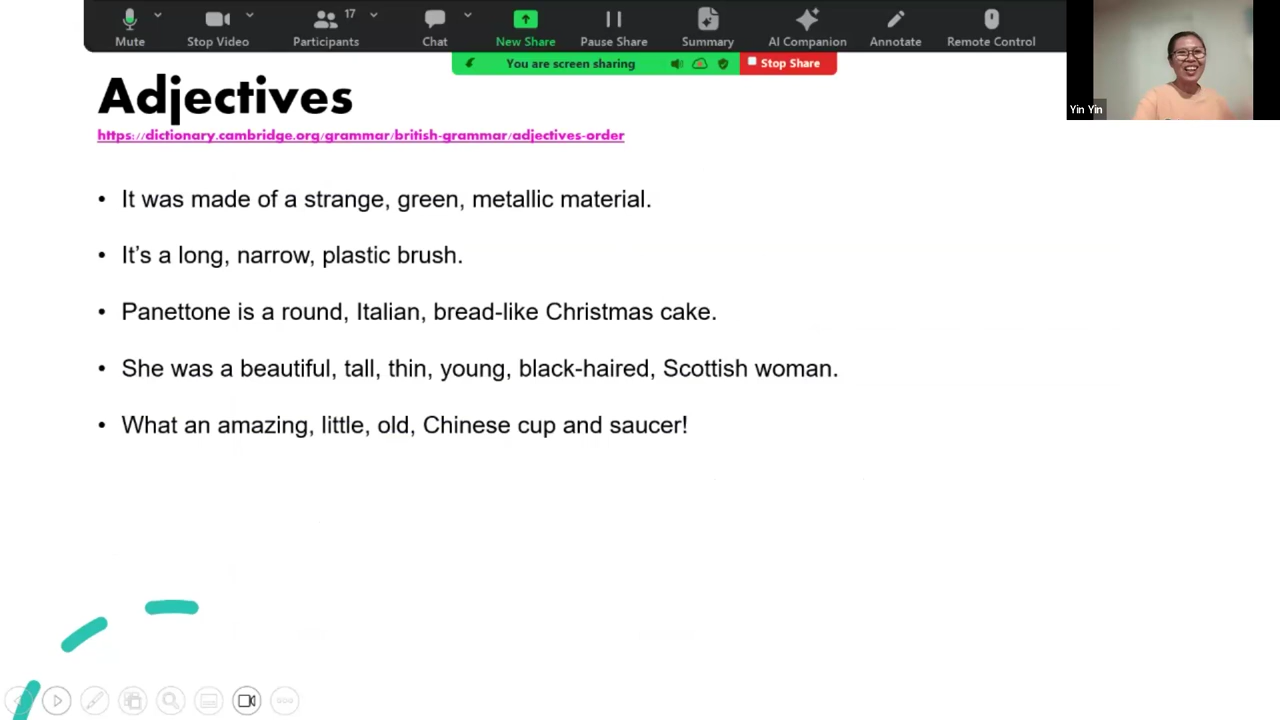 17
Mute
Stop Video
Participants
Chat
New Share
Pause Share
Summary
AI Companion
Annotate
Remote Control
You are screen sharing
Stop Share
Yin Yin
Adjectives
https://dictionary.cambridge.org/grammar/british-grammar/adjectives-order
• It was made of a strange, green, metallic material.
• It’s a long, narrow, plastic brush.
• Panettone is a round, Italian, bread-like Christmas cake.
• She was a beautiful, tall, thin, young, black-haired, Scottish woman.
• What an amazing, little, old, Chinese cup and saucer!